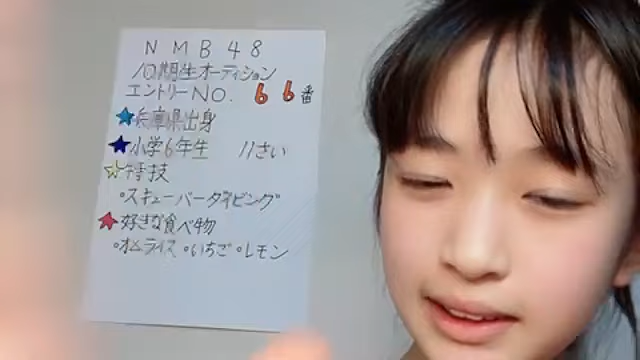 NMB48
10期生オーディション
エントリーNO. 66番
★兵庫県出身
★小学6年生 11さい
☆特技
・スキューバーダイビング
★好きな食べ物
・オムライス ・いちご ・レモン